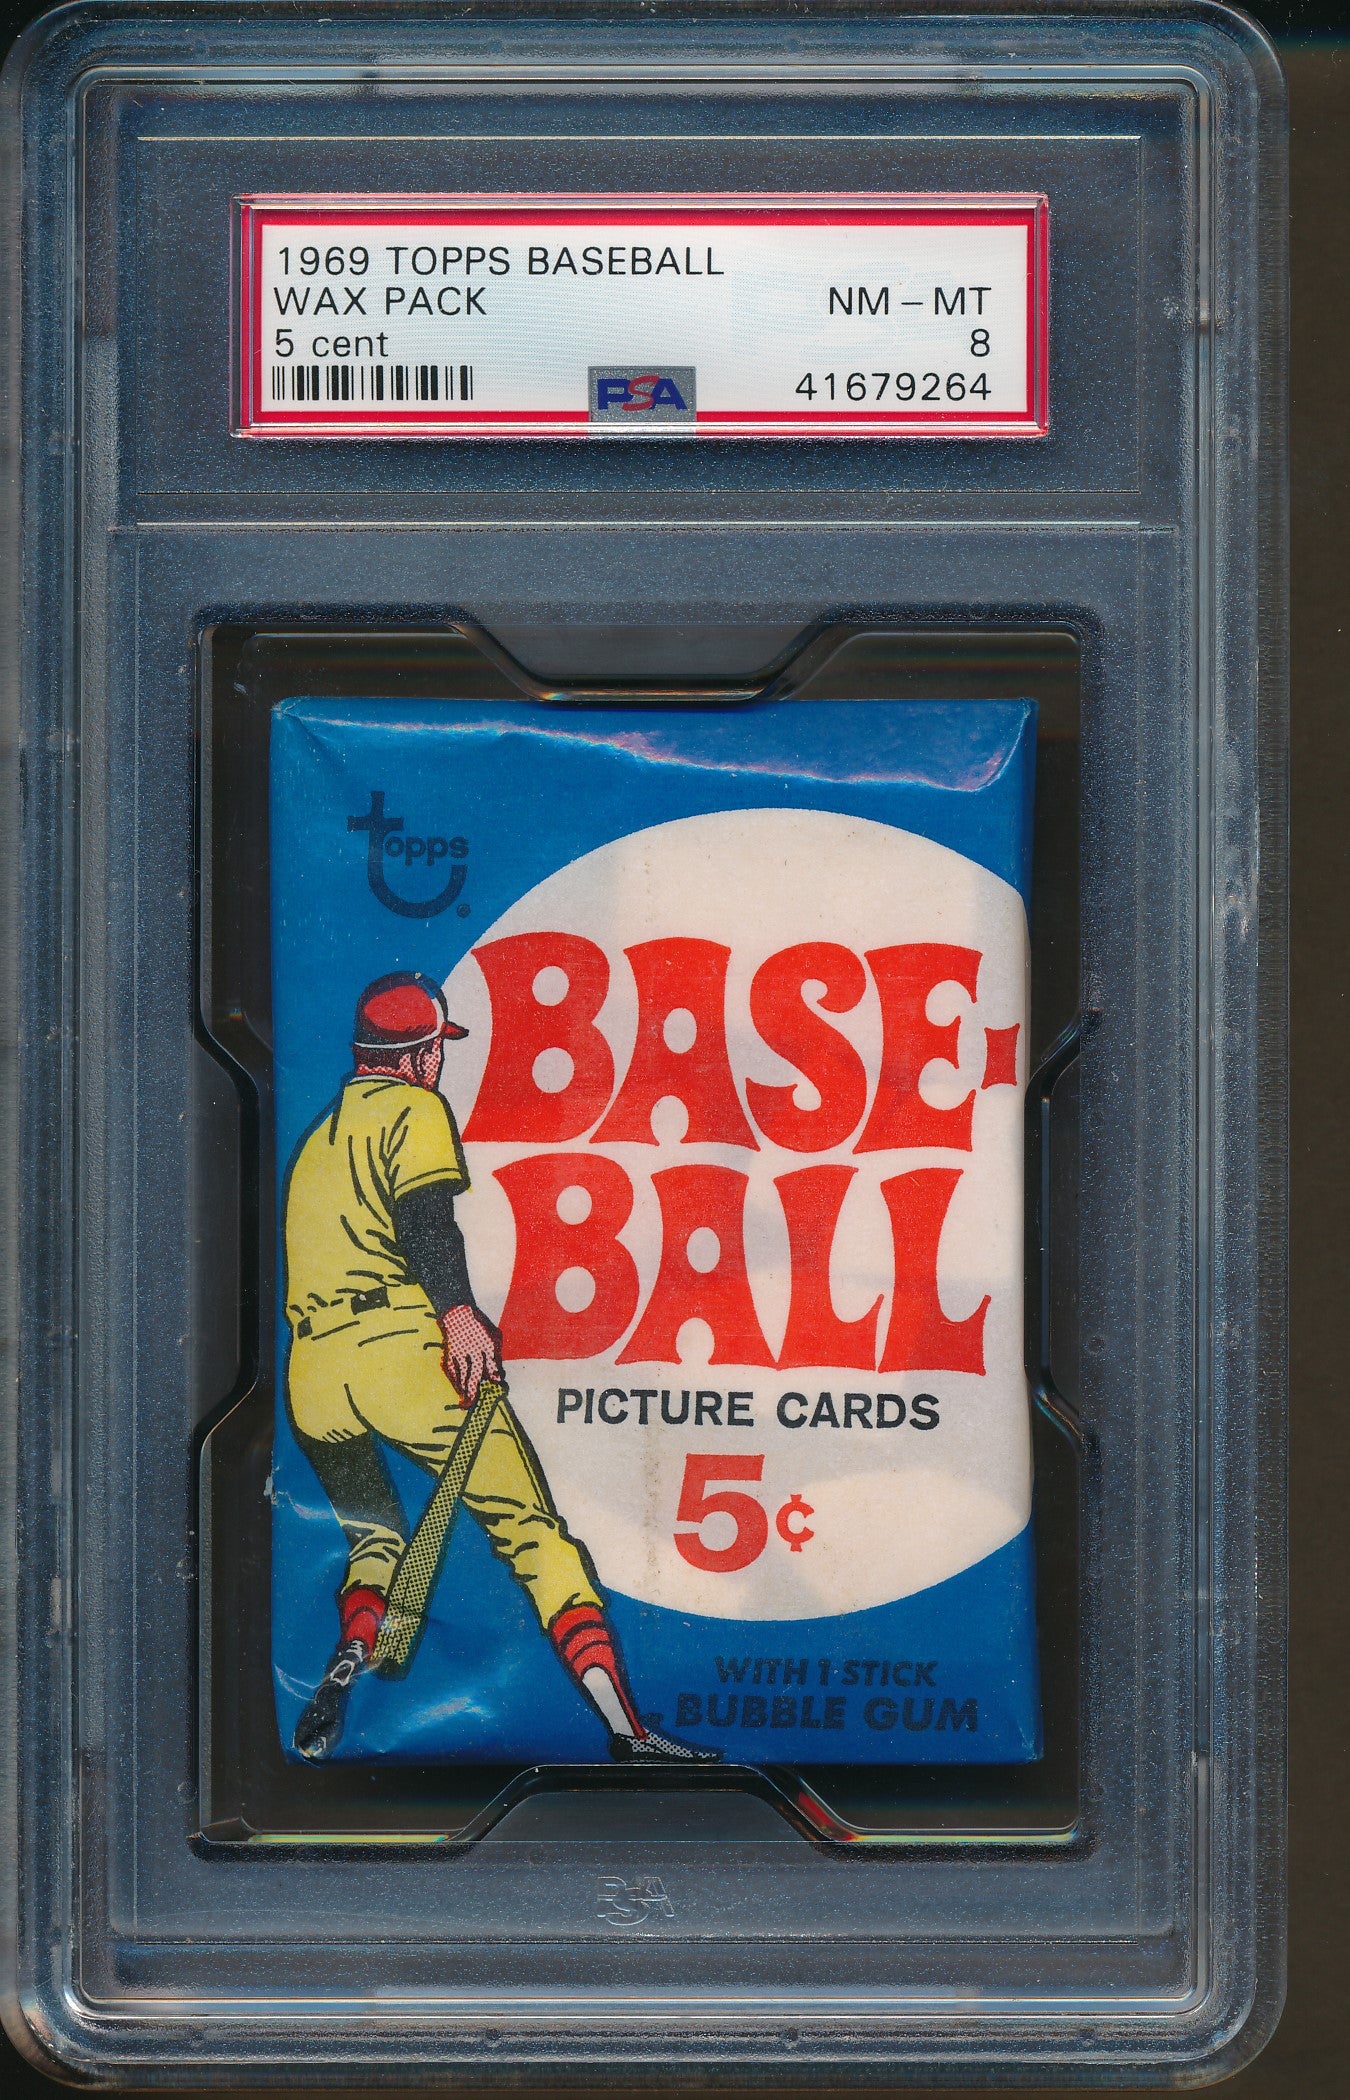 1969 TOPPS BASEBALL
WAX PACK NM - MT
5 cent 8
PSA 41679264
Topps
BASE-
BALL
PICTURE CARDS
5¢
WITH 1 STICK
BUBBLE GUM
PSA